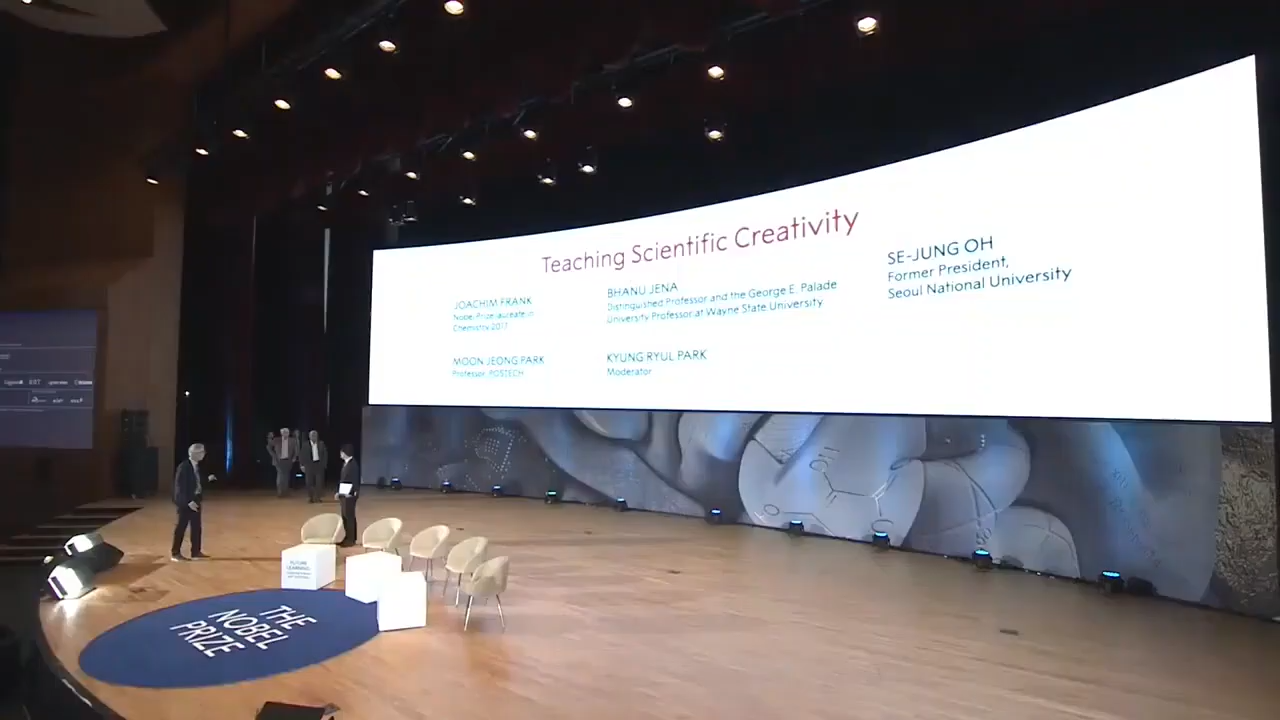 Teaching Scientific Creativity
JOACHIM FRANK
Nobel Prize laureate in
Chemistry 2017
BHANU JENA
Distinguished Professor and the George E. Palade
University Professor at Wayne State University
SE-JUNG OH
Former President,
Seoul National University
MOON JEONG PARK
Professor, POSTECH
KYUNG RYUL PARK
Moderator
FUTURE
LEARNING:
THE
NOBEL
PRIZE